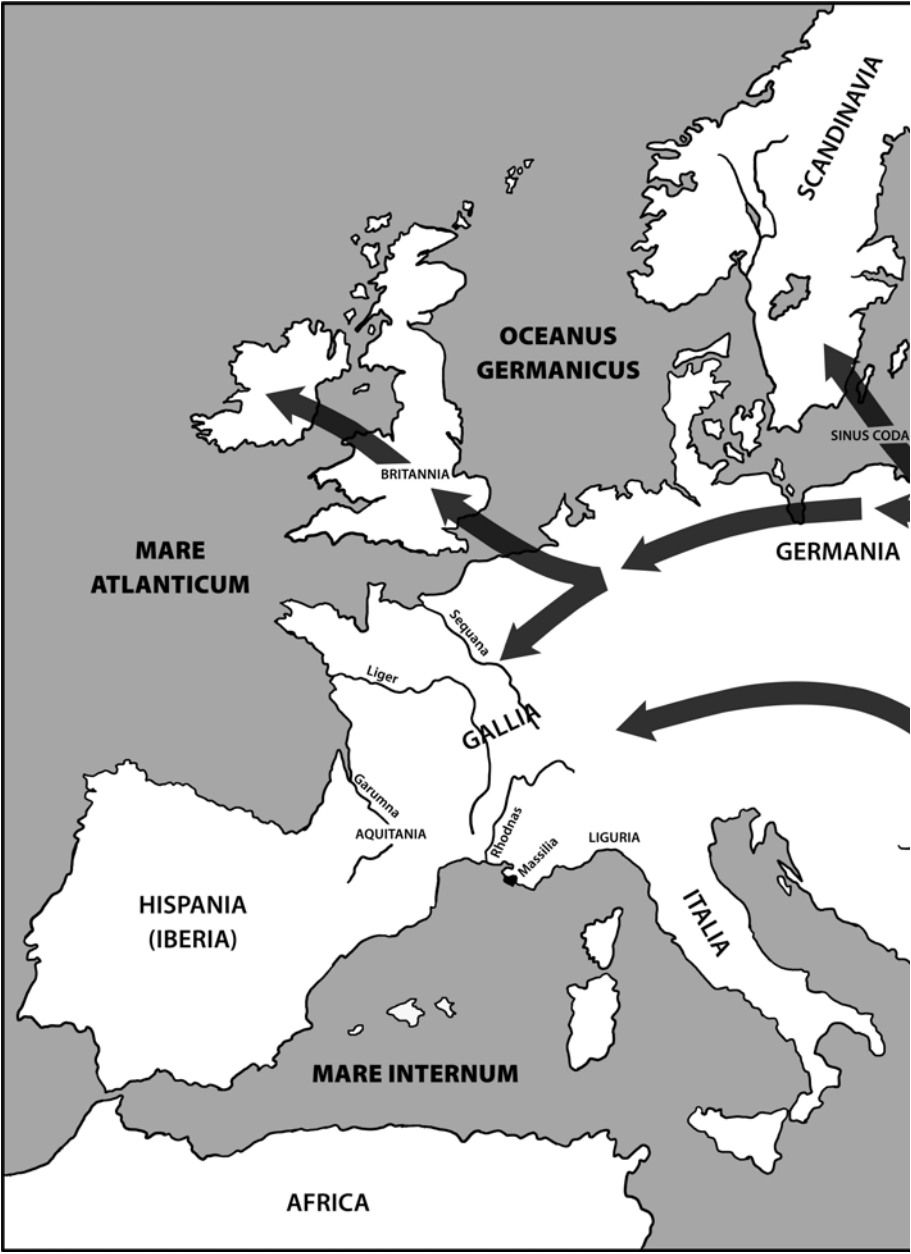 SCANDINAVIA
OCEANUS
GERMANICUS
SINUS CODA
BRITANNIA
GERMANIA
MARE
ATLANTICUM
Sequana
Liger
GALLIA
Garumna
AQUITANIA
Rhodnas
Massilia
LIGURIA
HISPANIA
(IBERIA)
ITALIA
MARE INTERNUM
AFRICA